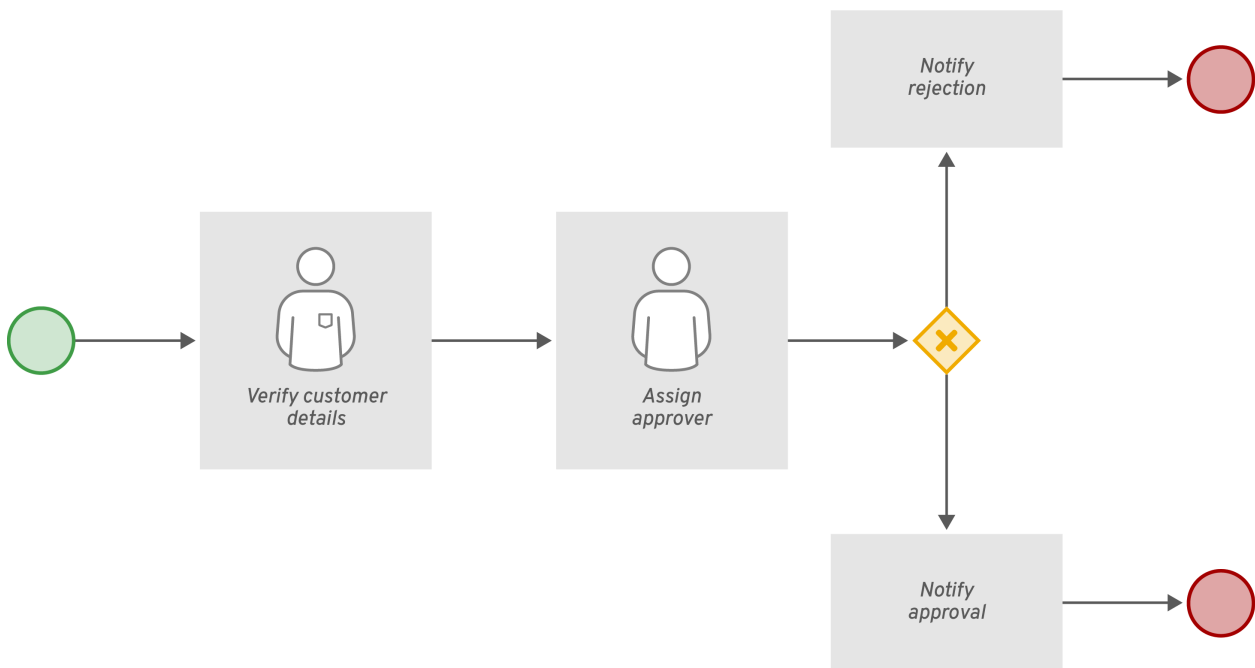 Notify
rejection
Verify customer
details
Assign
approver
Notify
approval